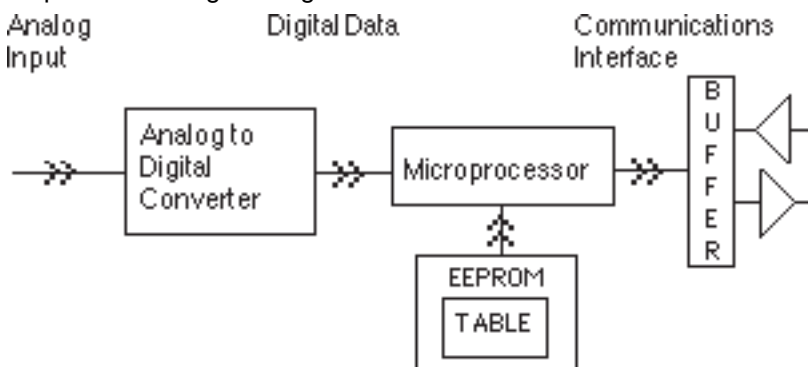 Analog
Input
Digital Data
Communications
Interface
Analog to
Digital
Converter
Microprocessor
B
U
F
F
E
R
EEPROM
TABLE